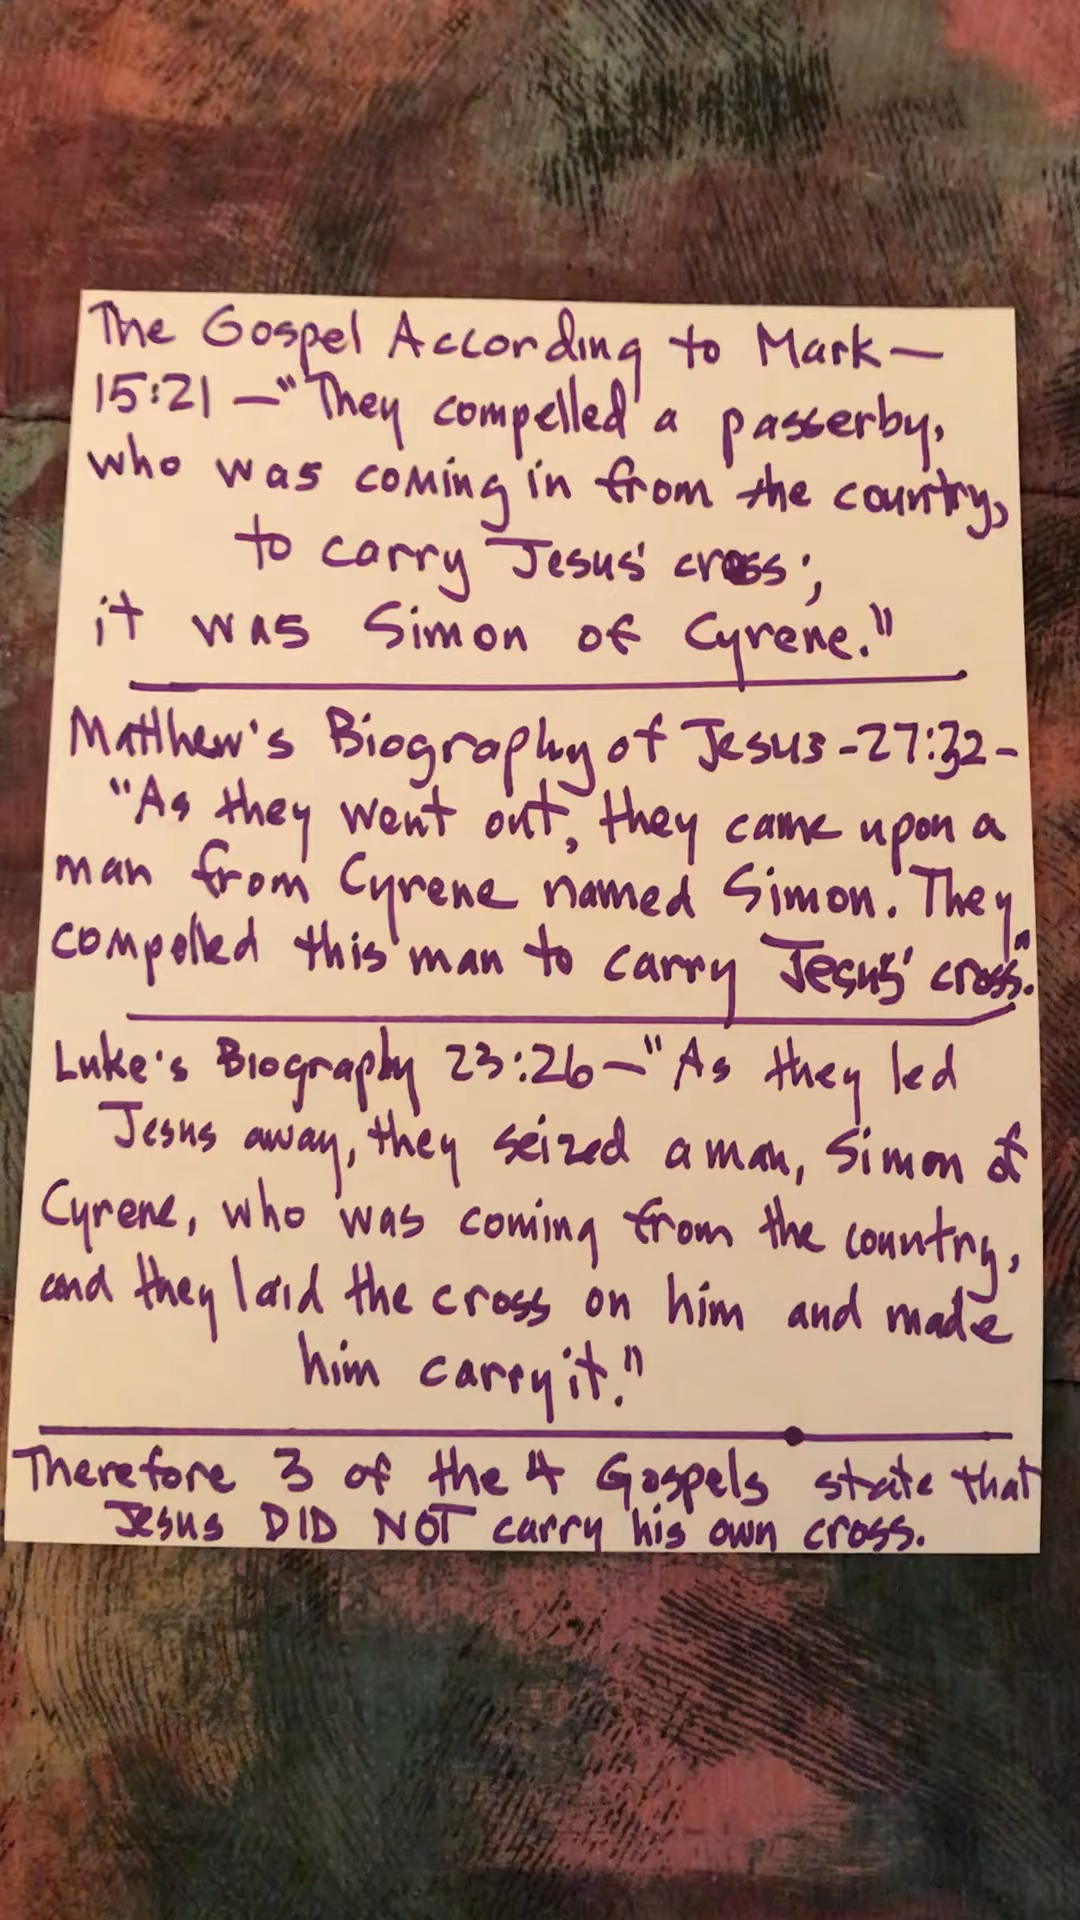 The Gospel According to Mark—
15:21 —"They compelled a passerby,
who was coming in from the country,
to carry Jesus' cross;
it was Simon of Cyrene."
Matthew's Biography of Jesus -27:32-
"As they went out, they came upon a
man from Cyrene named Simon. They
compelled this man to carry Jesus' cross."
Luke's Biography 23:26—"As they led
Jesus away, they seized a man, Simon of
Cyrene, who was coming from the country,
and they laid the cross on him and made
him carry it."
Therefore 3 of the 4 Gospels state that
Jesus DID NOT carry his own cross.